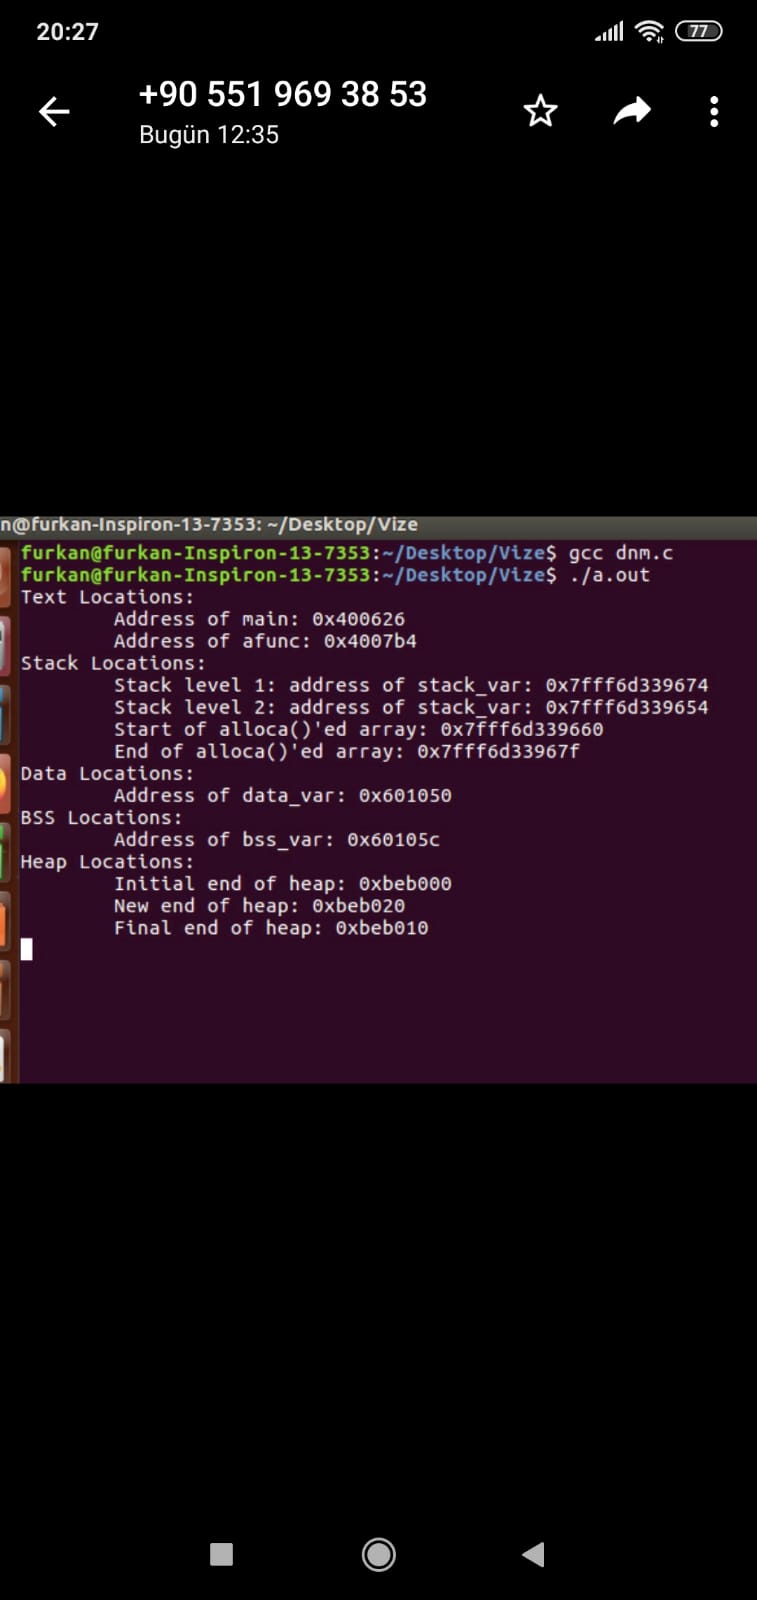 20:27
77
+90 551 969 38 53
Bugün 12:35
n@furkan-Inspiron-13-7353: ~/Desktop/Vize
furkan@furkan-Inspiron-13-7353:~/Desktop/Vize$ gcc dnm.c
furkan@furkan-Inspiron-13-7353:~/Desktop/Vize$ ./a.out
Text Locations:
Address of main: 0x400626
Address of afunc: 0x4007b4
Stack Locations:
Stack level 1: address of stack_var: 0x7fff6d339674
Stack level 2: address of stack_var: 0x7fff6d339654
Start of alloca()'ed array: 0x7fff6d339660
End of alloca()'ed array: 0x7fff6d33967f
Data Locations:
Address of data_var: 0x601050
BSS Locations:
Address of bss_var: 0x60105c
Heap Locations:
Initial end of heap: 0xbeb000
New end of heap: 0xbeb020
Final end of heap: 0xbeb010